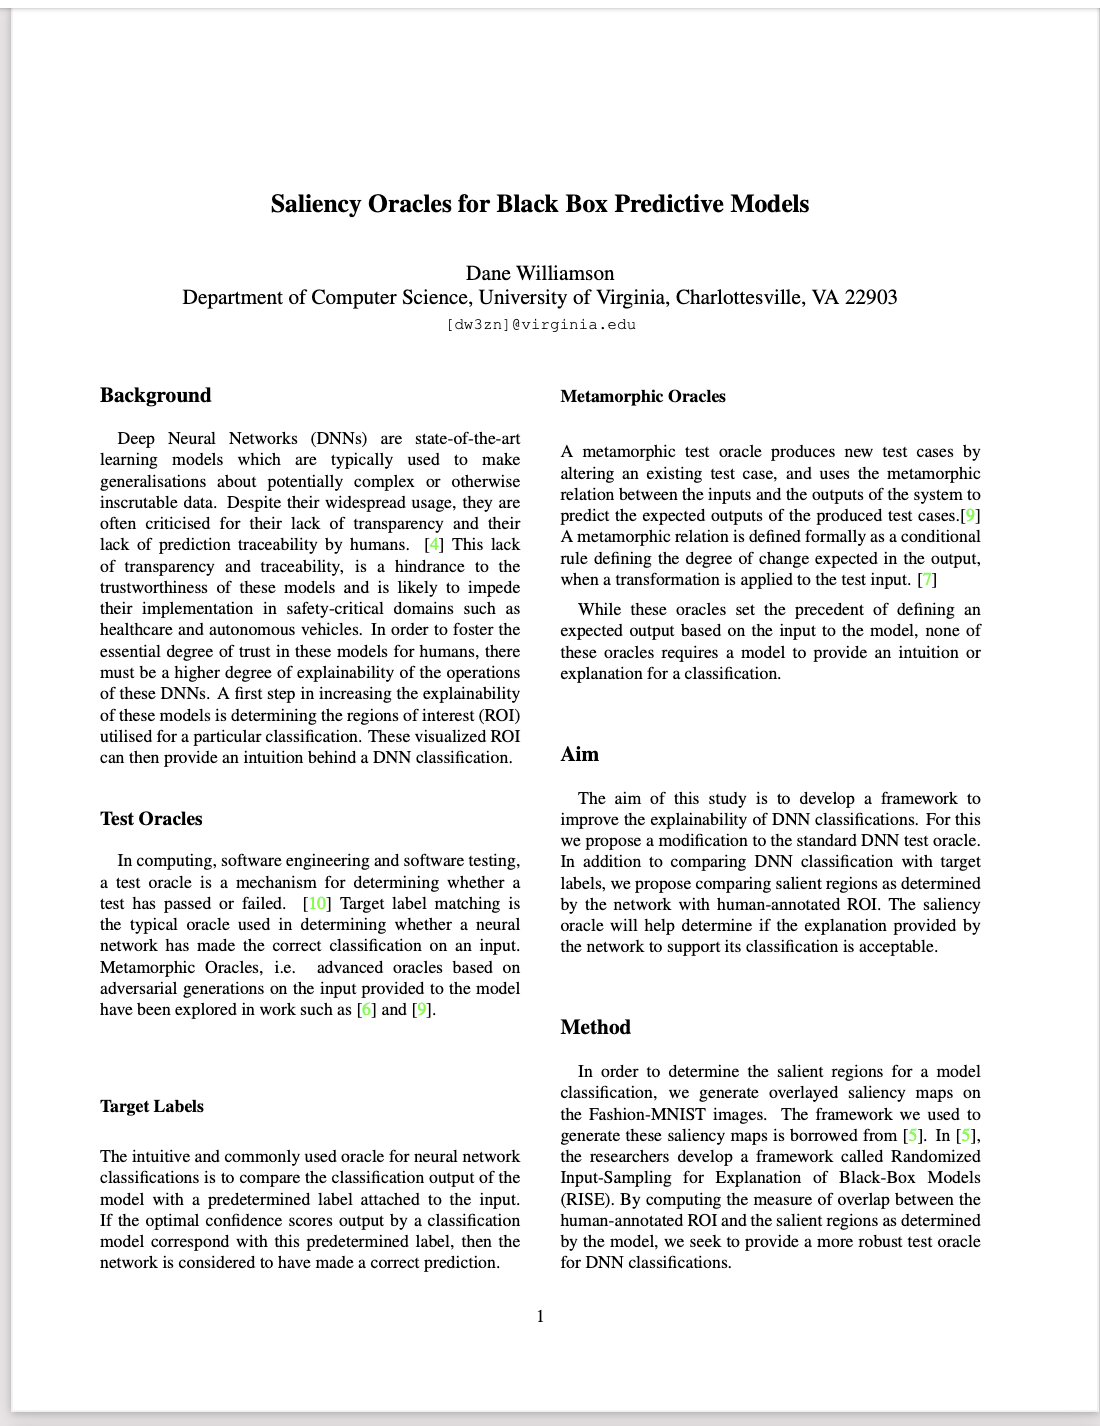 Saliency Oracles for Black Box Predictive Models
Dane Williamson
Department of Computer Science, University of Virginia, Charlottesville, VA 22903
[dw3zn]@virginia.edu
Background
Deep Neural Networks (DNNs) are state-of-the-art
learning models which are typically used to make
generalisations about potentially complex or otherwise
inscrutable data. Despite their widespread usage, they are
often criticised for their lack of transparency and their
lack of prediction traceability by humans. [4] This lack
of transparency and traceability, is a hindrance to the
trustworthiness of these models and is likely to impede
their implementation in safety-critical domains such as
healthcare and autonomous vehicles. In order to foster the
essential degree of trust in these models for humans, there
must be a higher degree of explainability of the operations
of these DNNs. A first step in increasing the explainability
of these models is determining the regions of interest (ROI)
utilised for a particular classification. These visualized ROI
can then provide an intuition behind a DNN classification.
Test Oracles
In computing, software engineering and software testing,
a test oracle is a mechanism for determining whether a
test has passed or failed. [10] Target label matching is
the typical oracle used in determining whether a neural
network has made the correct classification on an input.
Metamorphic Oracles, i.e. advanced oracles based on
adversarial generations on the input provided to the model
have been explored in work such as [6] and [9].
Target Labels
The intuitive and commonly used oracle for neural network
classifications is to compare the classification output of the
model with a predetermined label attached to the input.
If the optimal confidence scores output by a classification
model correspond with this predetermined label, then the
network is considered to have made a correct prediction.
Metamorphic Oracles
A metamorphic test oracle produces new test cases by
altering an existing test case, and uses the metamorphic
relation between the inputs and the outputs of the system to
predict the expected outputs of the produced test cases.[9]
A metamorphic relation is defined formally as a conditional
rule defining the degree of change expected in the output,
when a transformation is applied to the test input. [7]
While these oracles set the precedent of defining an
expected output based on the input to the model, none of
these oracles requires a model to provide an intuition or
explanation for a classification.
Aim
The aim of this study is to develop a framework to
improve the explainability of DNN classifications. For this
we propose a modification to the standard DNN test oracle.
In addition to comparing DNN classification with target
labels, we propose comparing salient regions as determined
by the network with human-annotated ROI. The saliency
oracle will help determine if the explanation provided by
the network to support its classification is acceptable.
Method
In order to determine the salient regions for a model
classification, we generate overlayed saliency maps on
the Fashion-MNIST images. The framework we used to
generate these saliency maps is borrowed from [5]. In [5],
the researchers develop a framework called Randomized
Input-Sampling for Explanation of Black-Box Models
(RISE). By computing the measure of overlap between the
human-annotated ROI and the salient regions as determined
by the model, we seek to provide a more robust test oracle
for DNN classifications.
1